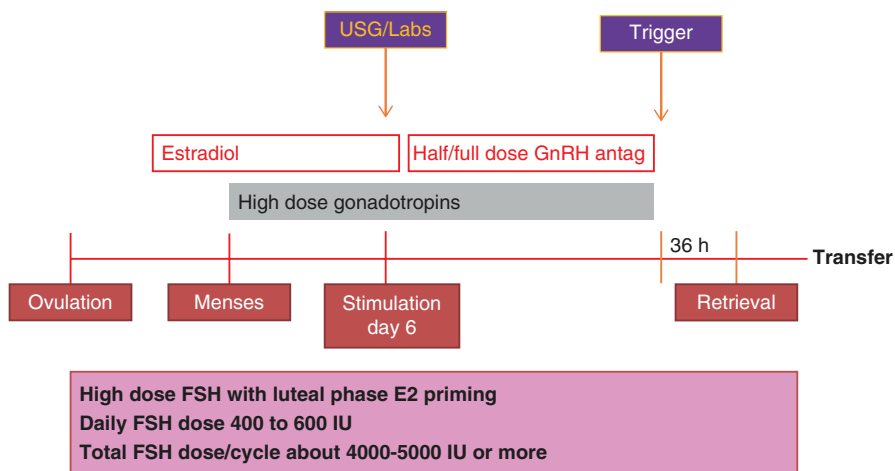 USG/Labs
Trigger
Estradiol
Half/full dose GnRH antag
High dose gonadotropins
36 h
Transfer
Ovulation
Menses
Stimulation
day 6
Retrieval
High dose FSH with luteal phase E2 priming
Daily FSH dose 400 to 600 IU
Total FSH dose/cycle about 4000-5000 IU or more